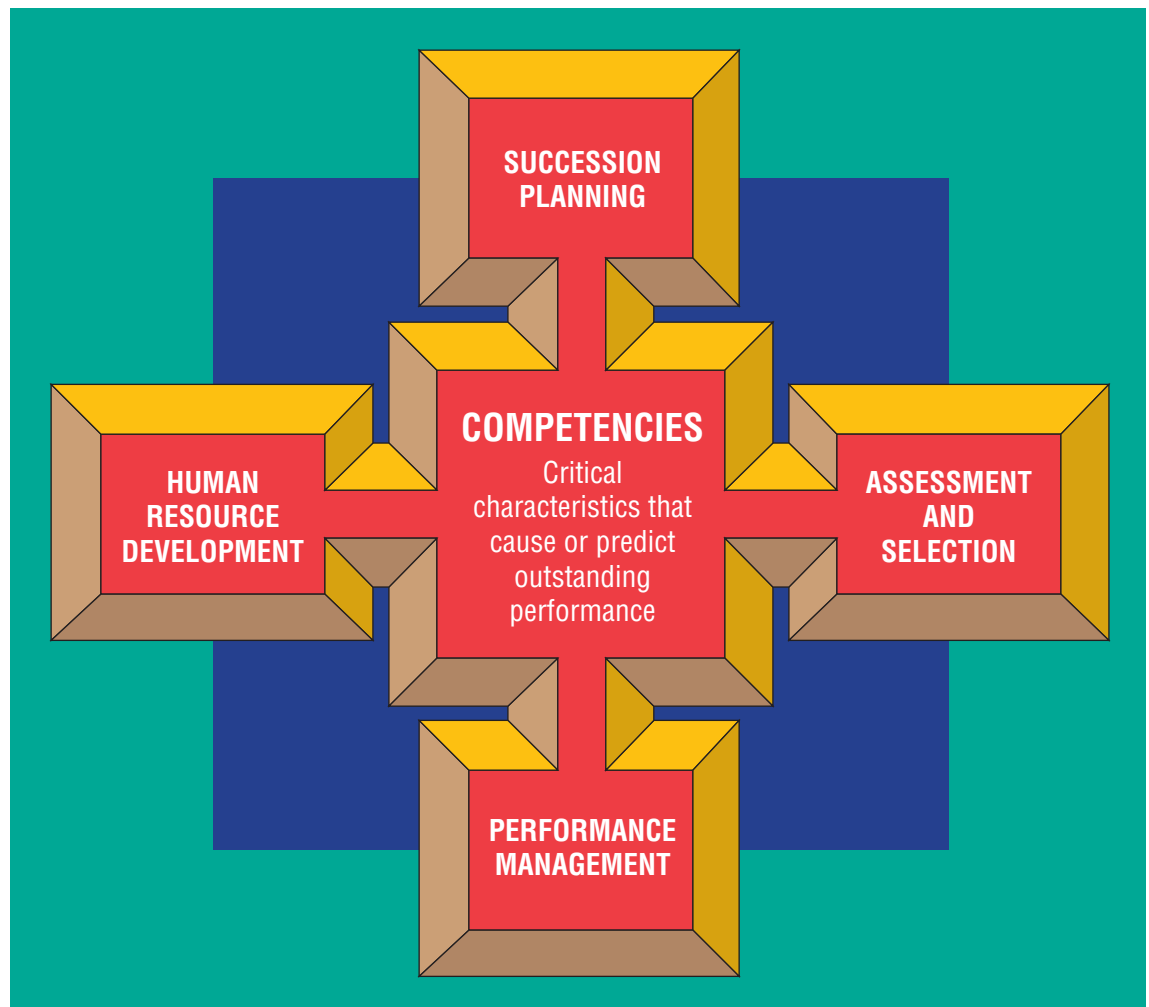 SUCCESSION
PLANNING
HUMAN
RESOURCE
DEVELOPMENT
COMPETENCIES
Critical
characteristics that
cause or predict
outstanding
performance
ASSESSMENT
AND
SELECTION
PERFORMANCE
MANAGEMENT